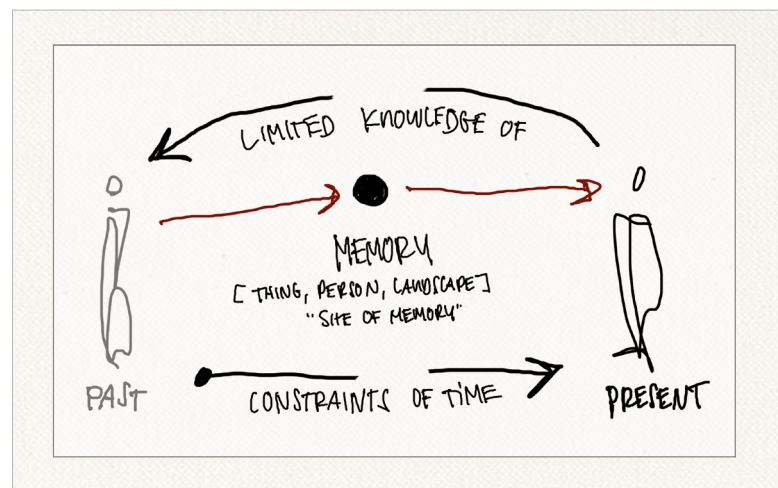 LIMITED KNOWLEDGE OF
MEMORY
[THING, PERSON, LANDSCAPE]
"SITE OF MEMORY"
PAST
CONSTRAINTS OF TIME
PRESENT